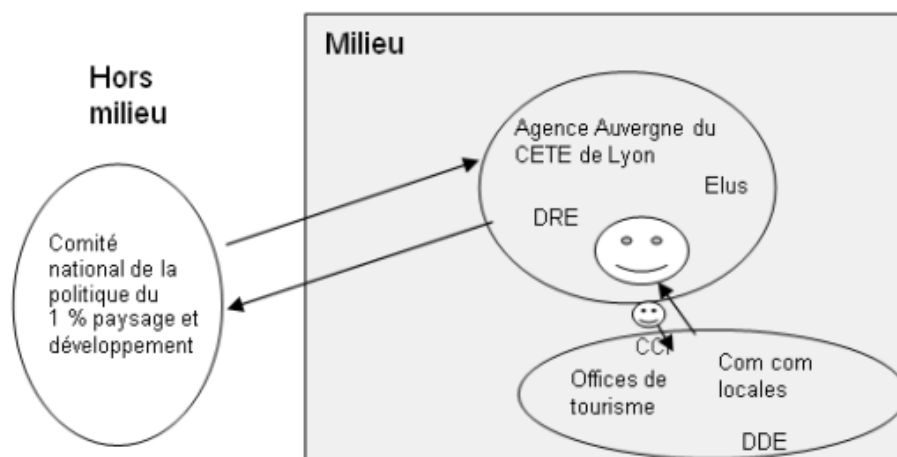 Milieu
Hors
milieu
Agence Auvergne du
CETE de Lyon
Elus
DRE
Comité
national de la
politique du
1 % paysage et
développement
CCI
Offices de
tourisme
Com com
locales
DDE